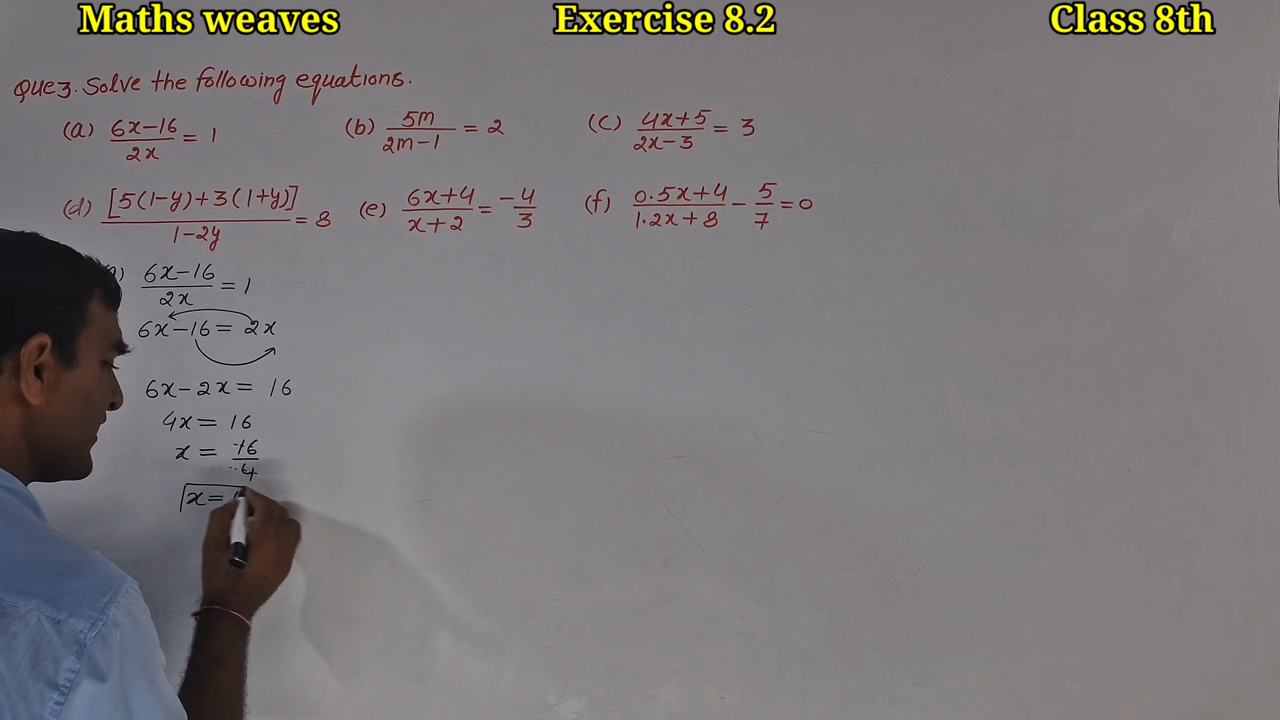 Maths weaves Exercise 8.2 Class 8th
Que 3. Solve the following equations.
(a) (6x-16)/(2x) = 1 (b) (5m)/(2m-1) = 2 (c) (4x+5)/(2x-3) = 3
(d) [5(1-y)+3(1+y)]/(1-2y) = 8 (e) (6x+4)/(x+2) = -4/3 (f) (0.5x+4)/(1.2x+8) - 5/7 = 0
(6x-16)/(2x) = 1
6x-16 = 2x
6x-2x = 16
4x = 16
x = 16/4
x =